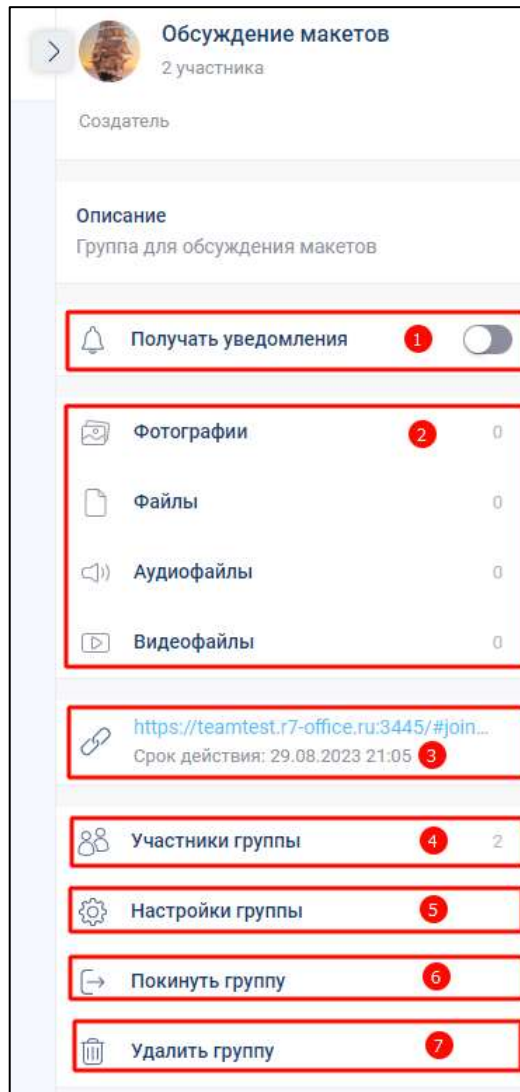 Обсуждение макетов
2 участника
Создатель
Описание
Группа для обсуждения макетов
Получать уведомления 1
Фотографии 2 0
Файлы 0
Аудиофайлы 0
Видеофайлы 0
https://teamtest.r7-office.ru:3445/#join...
Срок действия: 29.08.2023 21:05 3
Участники группы 4 2
Настройки группы 5
Покинуть группу 6
Удалить группу 7